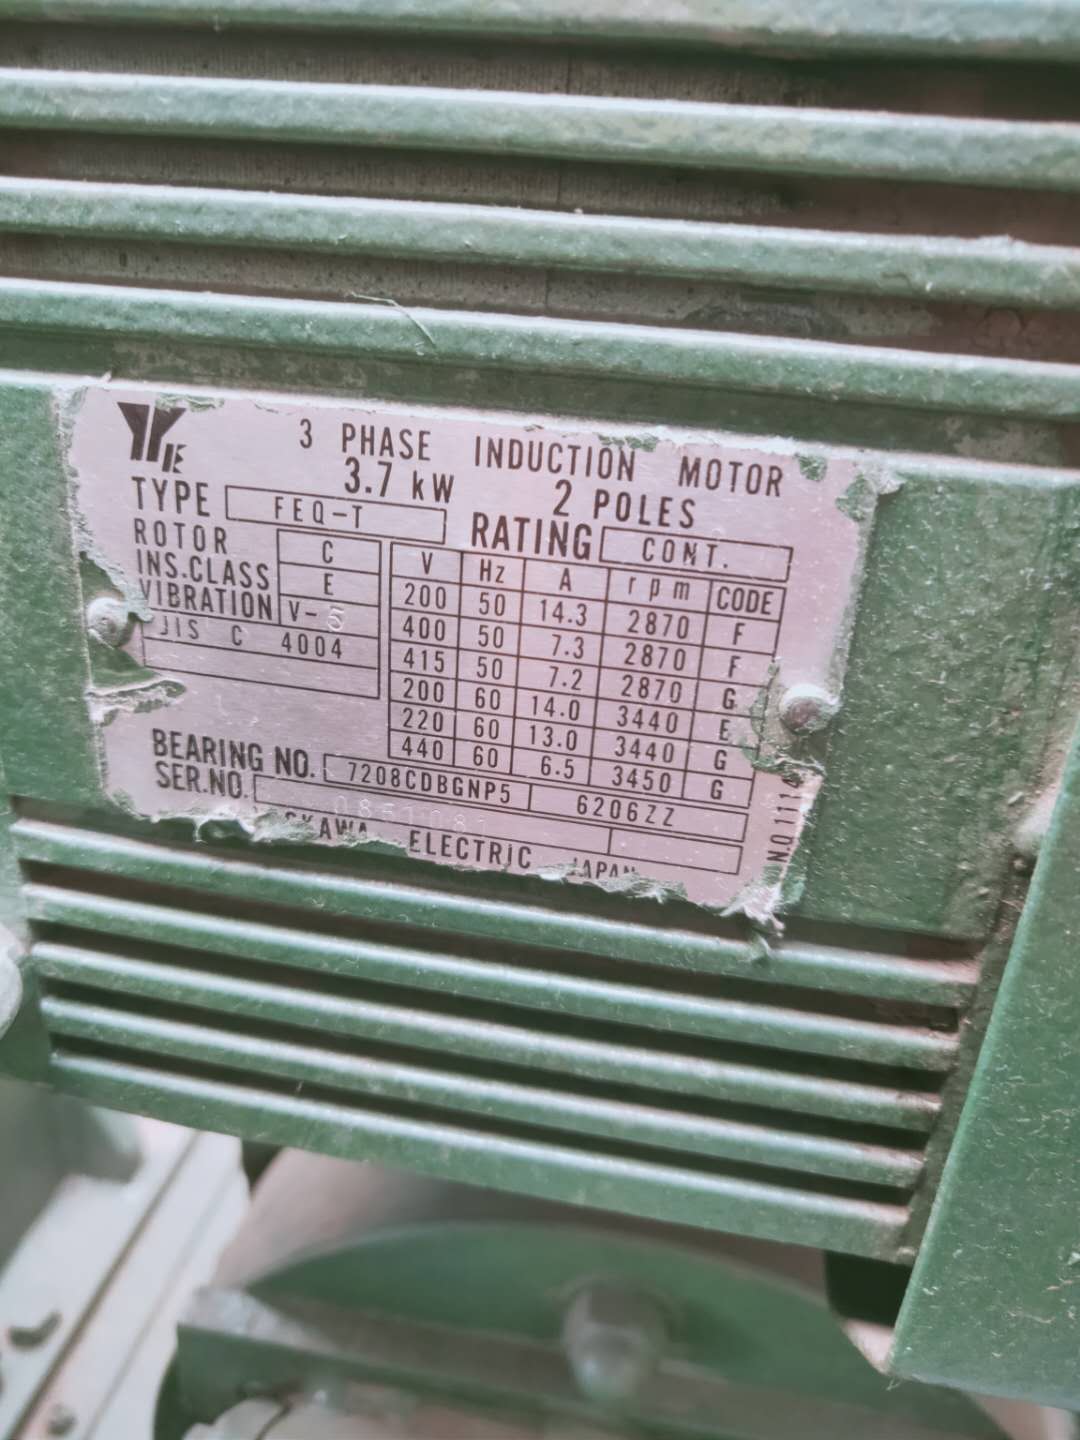 3 PHASE INDUCTION MOTOR
3.7 kW 2 POLES
TYPE FEQ-T RATING CONT.
ROTOR C
INS.CLASS E
VIBRATION V-5
JIS C 4004
V Hz A rpm CODE
200 50 14.3 2870 F
400 50 7.3 2870 F
415 50 7.2 2870 G
200 60 14.0 3440 E
220 60 13.0 3440 G
440 60 6.5 3450 G
BEARING NO. 7208CDBGNP5 6206ZZ
SER.NO.
SKAWA ELECTRIC JAPAN